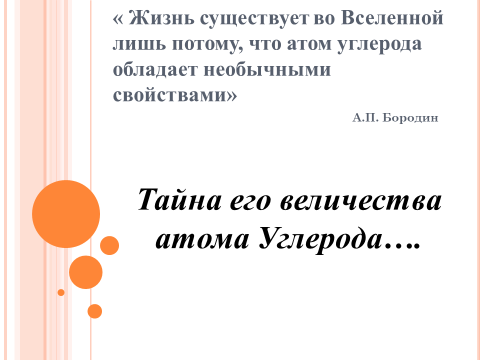 « Жизнь существует во Вселенной
лишь потому, что атом углерода
обладает необычными
свойствами»
А.П. Бородин
Тайна его величества
атома Углерода….